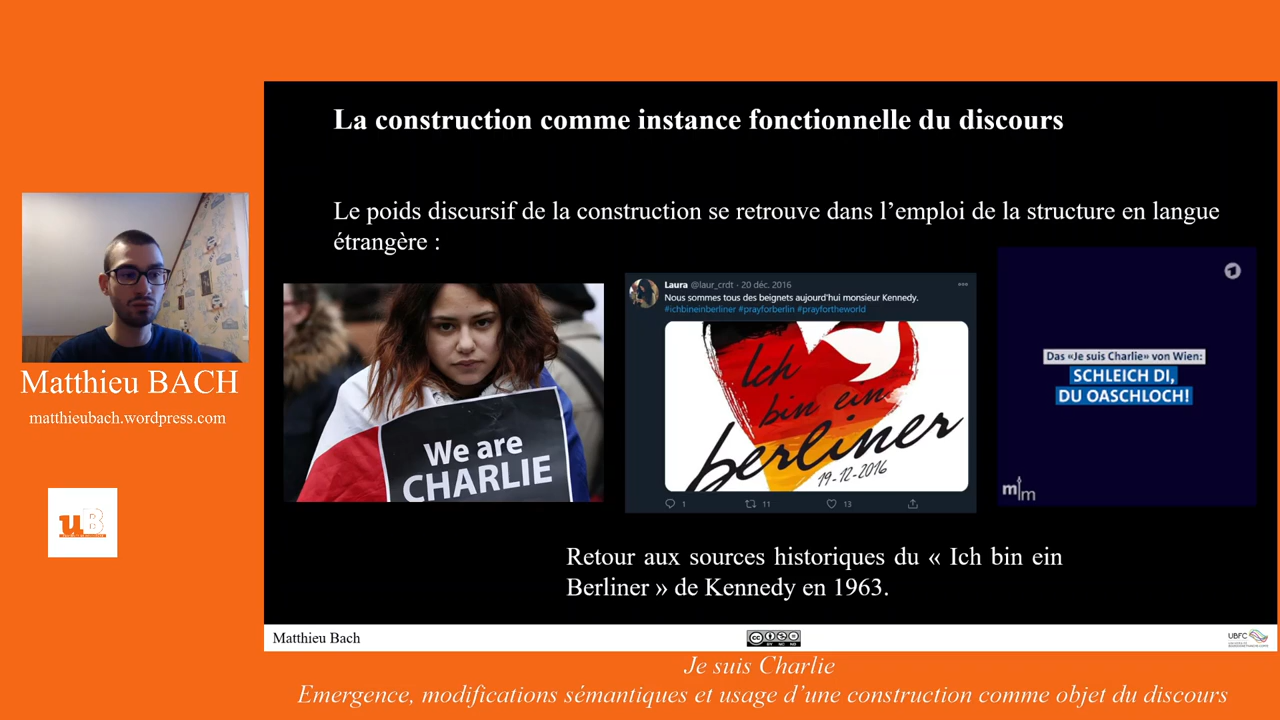 La construction comme instance fonctionnelle du discours
Le poids discursif de la construction se retrouve dans l’emploi de la structure en langue
étrangère :
Matthieu BACH
matthieubach.wordpress.com
uB
We are
CHARLIE
Laura @laur_crdt · 20 déc. 2016
Nous sommes tous des beignets aujourd'hui monsieur Kennedy.
#ichbineinberliner #prayforberlin #prayfortheworld
Ich
bin ein
berliner
19-12-2016
1 11 13
Das «Je suis Charlie» von Wien:
SCHLEICH DI,
DU OASCHLOCH!
Retour aux sources historiques du « Ich bin ein
Berliner » de Kennedy en 1963.
Matthieu Bach
cc
BY NC ND
UBFC
Je suis Charlie
Emergence, modifications sémantiques et usage d’une construction comme objet du discours